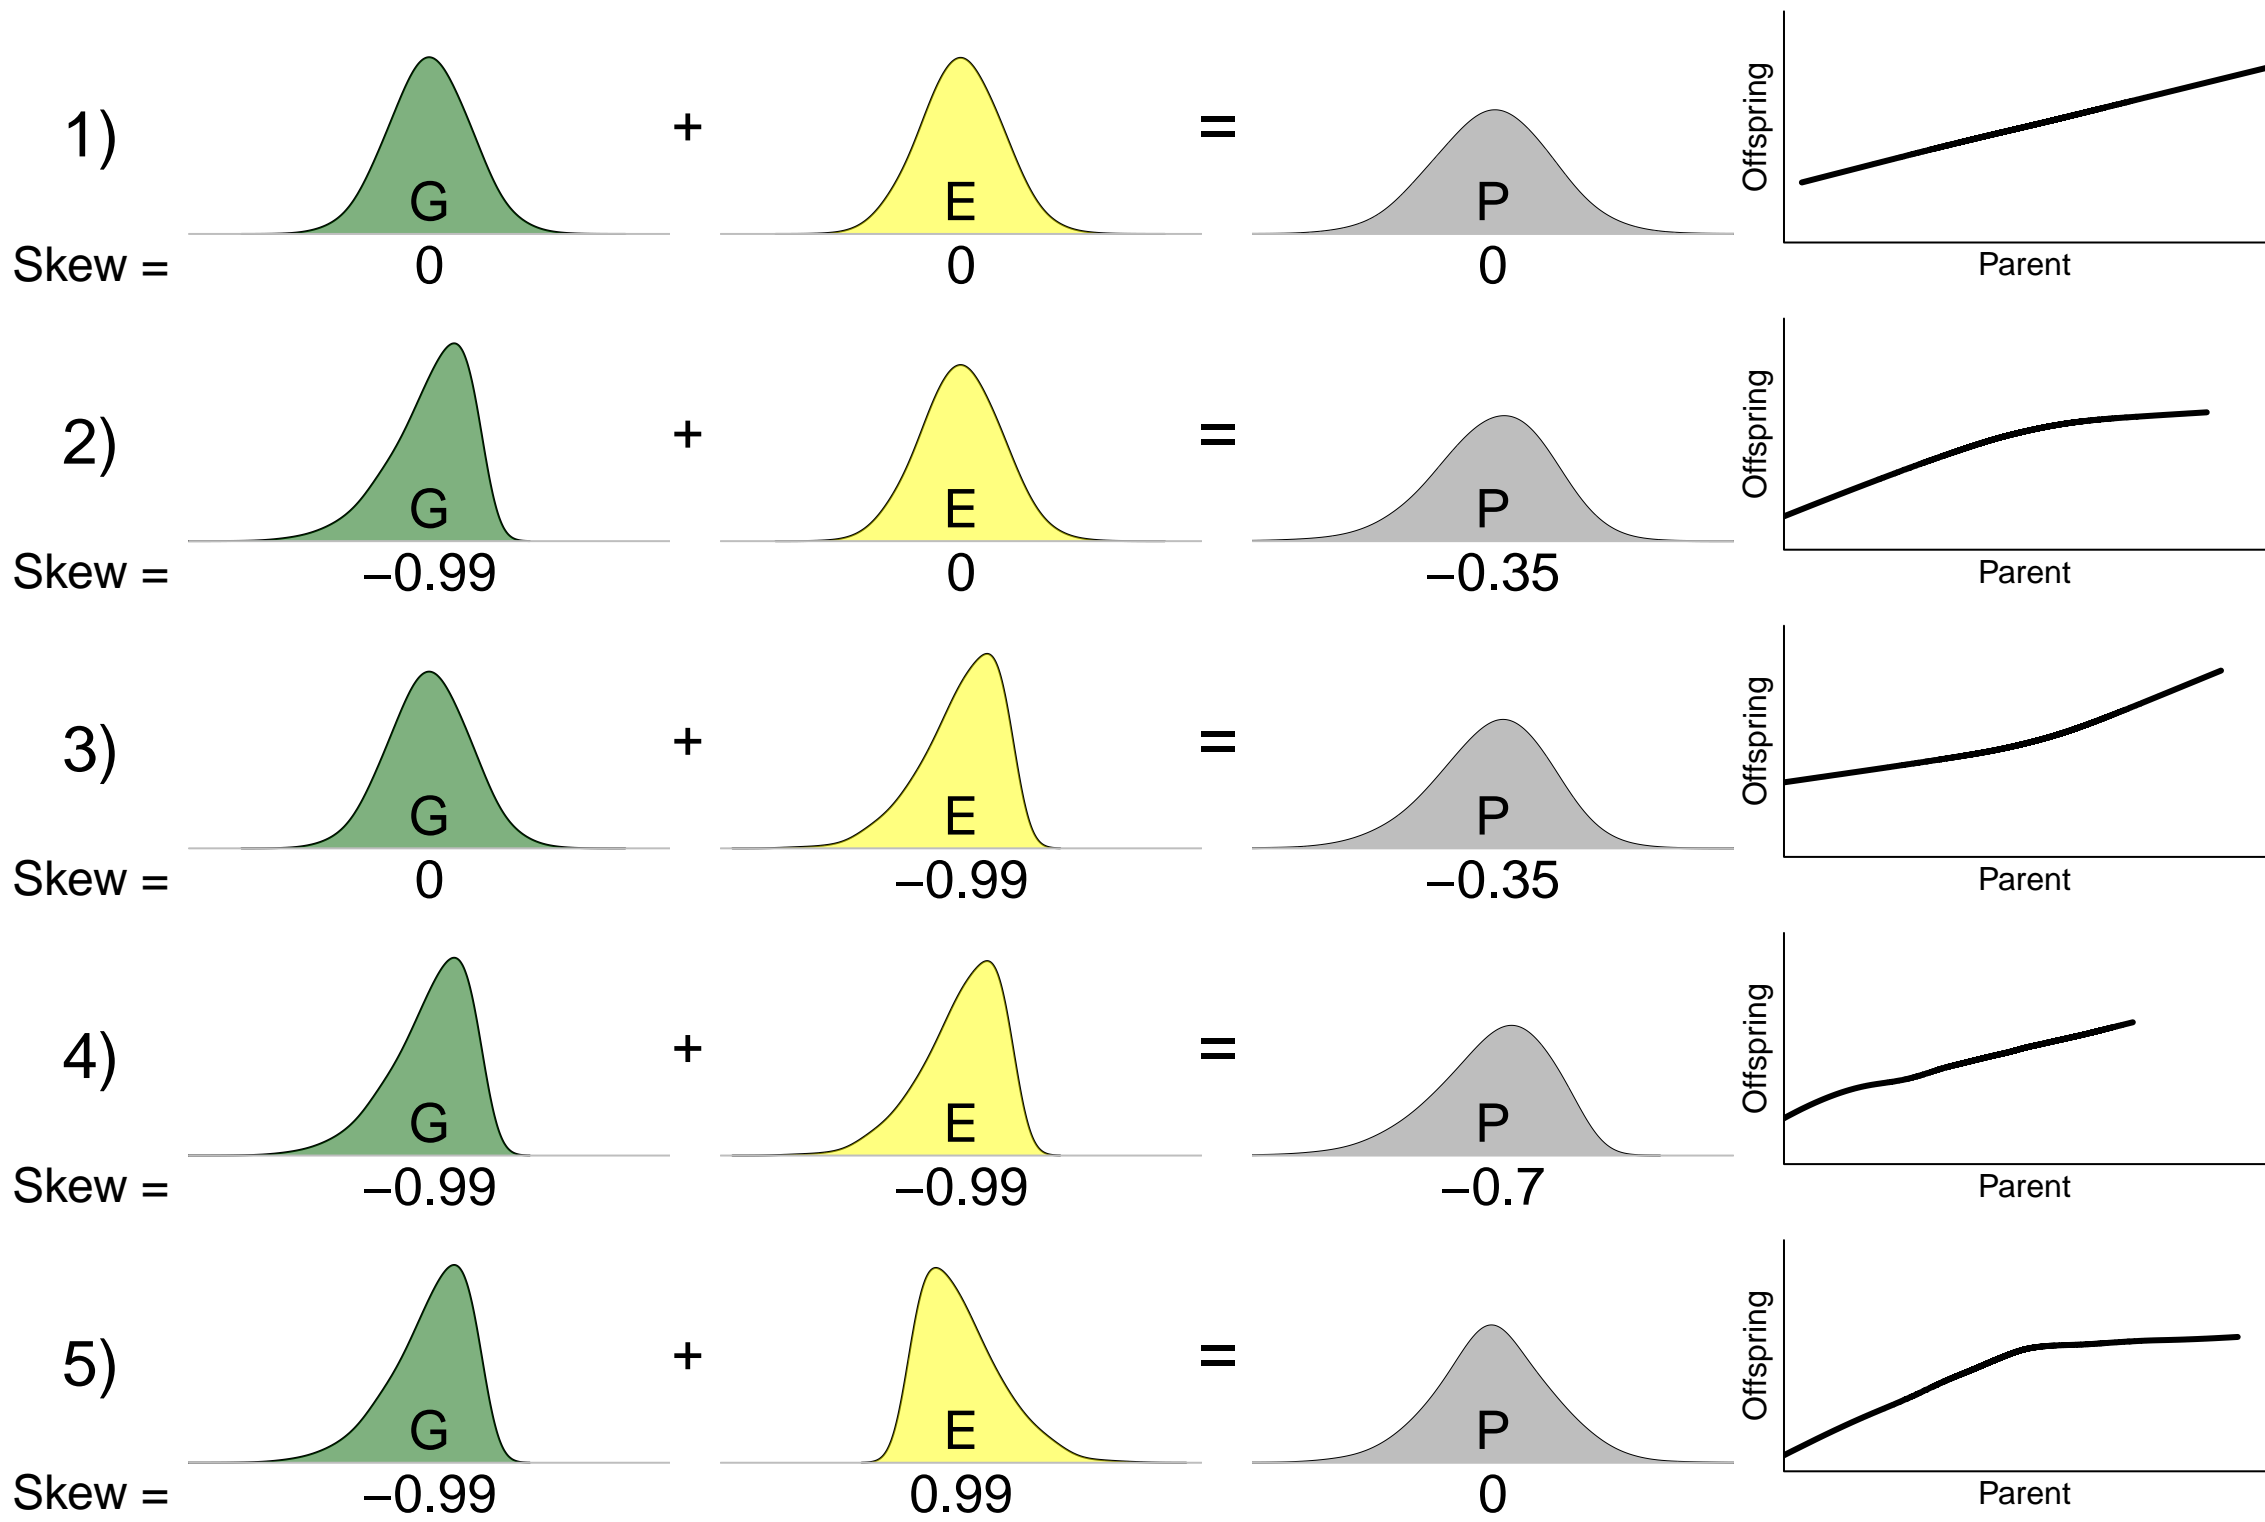 1) G + E = P Offspring
Skew = 0 0 0 Parent
2) G + E = P Offspring
Skew = −0.99 0 −0.35 Parent
3) G + E = P Offspring
Skew = 0 −0.99 −0.35 Parent
4) G + E = P Offspring
Skew = −0.99 −0.99 −0.7 Parent
5) G + E = P Offspring
Skew = −0.99 0.99 0 Parent